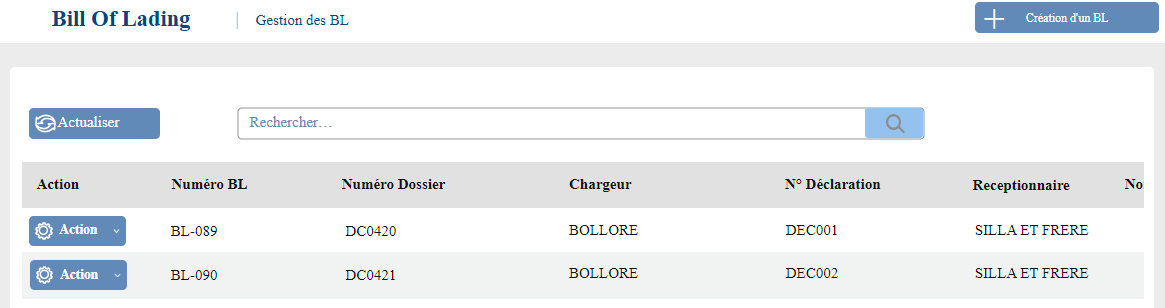 Bill Of Lading | Gestion des BL Création d'un BL
Actualiser Rechercher…
Action Numéro BL Numéro Dossier Chargeur N° Déclaration Receptionnaire No
Action BL-089 DC0420 BOLLORE DEC001 SILLA ET FRERE
Action BL-090 DC0421 BOLLORE DEC002 SILLA ET FRERE